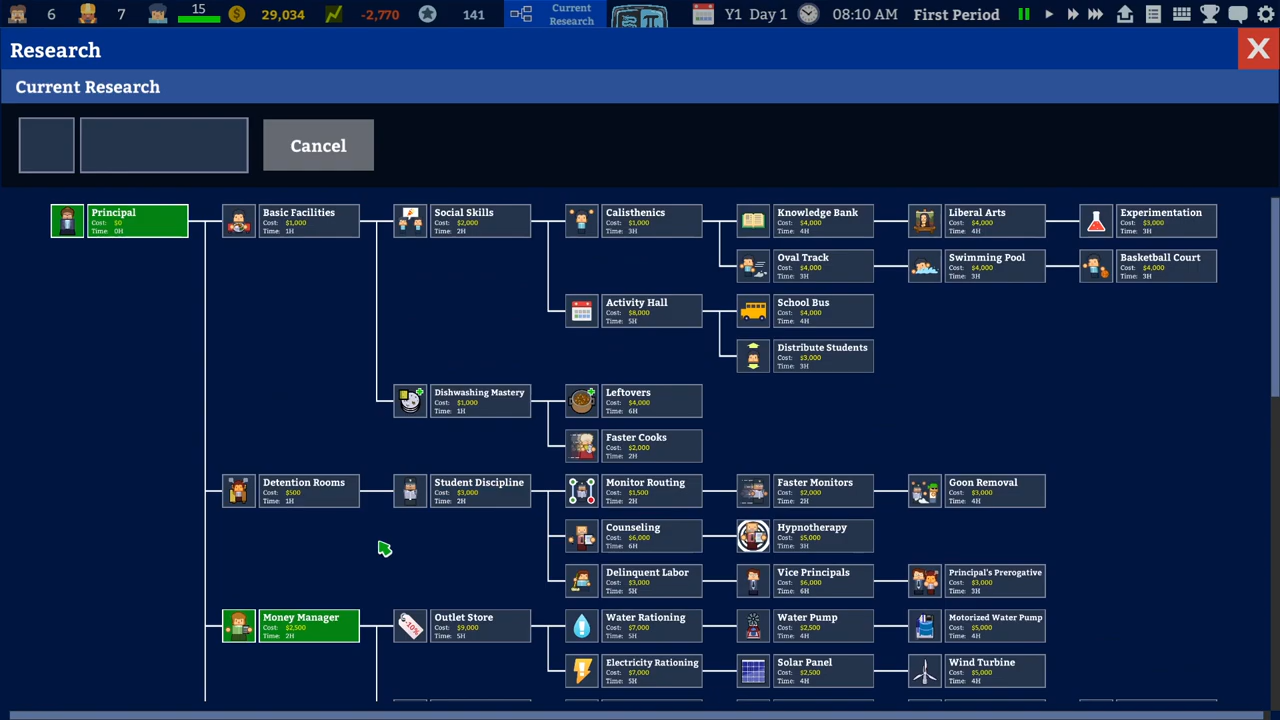 6 7 15 29,034 -2,770 141 Current Research Y1 Day 1 08:10 AM First Period
Research X
Current Research
Cancel
Principal
Cost: $0
Time: 0H
Basic Facilities
Cost: $1,000
Time: 1H
Social Skills
Cost: $2,000
Time: 2H
Calisthenics
Cost: $1,000
Time: 3H
Knowledge Bank
Cost: $4,000
Time: 4H
Liberal Arts
Cost: $4,000
Time: 4H
Experimentation
Cost: $3,000
Time: 3H
Oval Track
Cost: $4,000
Time: 3H
Swimming Pool
Cost: $4,000
Time: 3H
Basketball Court
Cost: $4,000
Time: 3H
Activity Hall
Cost: $8,000
Time: 5H
School Bus
Cost: $4,000
Time: 4H
Distribute Students
Cost: $3,000
Time: 3H
Dishwashing Mastery
Cost: $1,000
Time: 1H
Leftovers
Cost: $4,000
Time: 6H
Faster Cooks
Cost: $2,000
Time: 2H
Detention Rooms
Cost: $500
Time: 1H
Student Discipline
Cost: $3,000
Time: 2H
Monitor Routing
Cost: $1,500
Time: 2H
Faster Monitors
Cost: $2,000
Time: 2H
Goon Removal
Cost: $3,000
Time: 4H
Counseling
Cost: $6,000
Time: 6H
Hypnotherapy
Cost: $5,000
Time: 3H
Delinquent Labor
Cost: $3,000
Time: 5H
Vice Principals
Cost: $6,000
Time: 6H
Principal's Prerogative
Cost: $3,000
Time: 3H
Money Manager
Cost: $2,500
Time: 2H
-10%
Outlet Store
Cost: $9,000
Time: 5H
Water Rationing
Cost: $7,000
Time: 5H
Water Pump
Cost: $2,500
Time: 4H
Motorized Water Pump
Cost: $5,000
Time: 4H
Electricity Rationing
Cost: $7,000
Time: 5H
Solar Panel
Cost: $2,500
Time: 4H
Wind Turbine
Cost: $5,000
Time: 4H